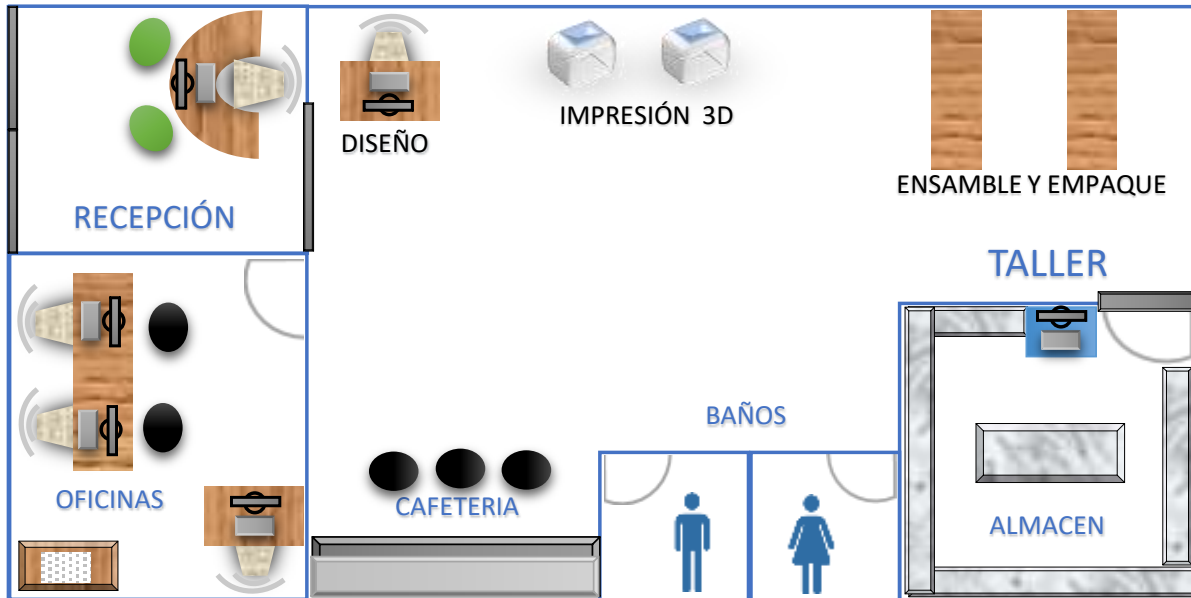 IMPRESIÓN 3D
DISEÑO
ENSAMBLE Y EMPAQUE
RECEPCIÓN
TALLER
BAÑOS
OFICINAS
CAFETERIA
ALMACEN